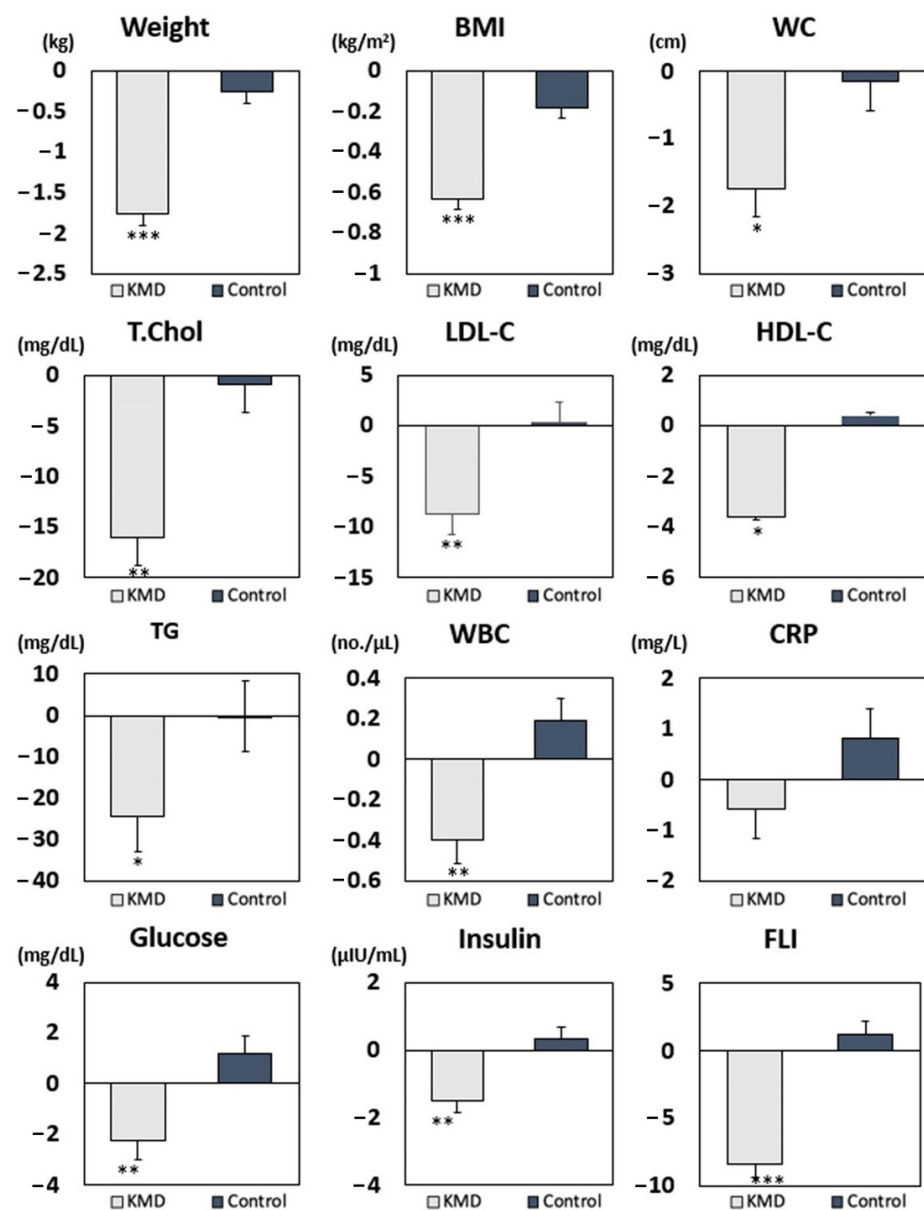 Weight BMI WC
(kg) (kg/m²) (cm)
0 0 0
−0.5 −0.2 −1
−1 −0.4 −2
−1.5 −0.6 −3
−2 −0.8
−2.5 −1
*** *** *
KMD Control KMD Control KMD Control
T.Chol LDL-C HDL-C
(mg/dL) (mg/dL) (mg/dL)
0 5 2
−5 0 0
−10 −5 −2
−15 −10 −4
−20 −15 −6
** ** *
KMD Control KMD Control KMD Control
TG WBC CRP
(mg/dL) (no./µL) (mg/L)
10 0.4 2
0 0.2 1
−10 0 0
−20 −0.2 −1
−30 −0.4 −2
−40 −0.6
* **
KMD Control KMD Control KMD Control
Glucose Insulin FLI
(mg/dL) (µIU/mL)
4 2 5
2 0 0
0 −2 −5
−2 −4 −10
−4
** ** ***
KMD Control KMD Control KMD Control